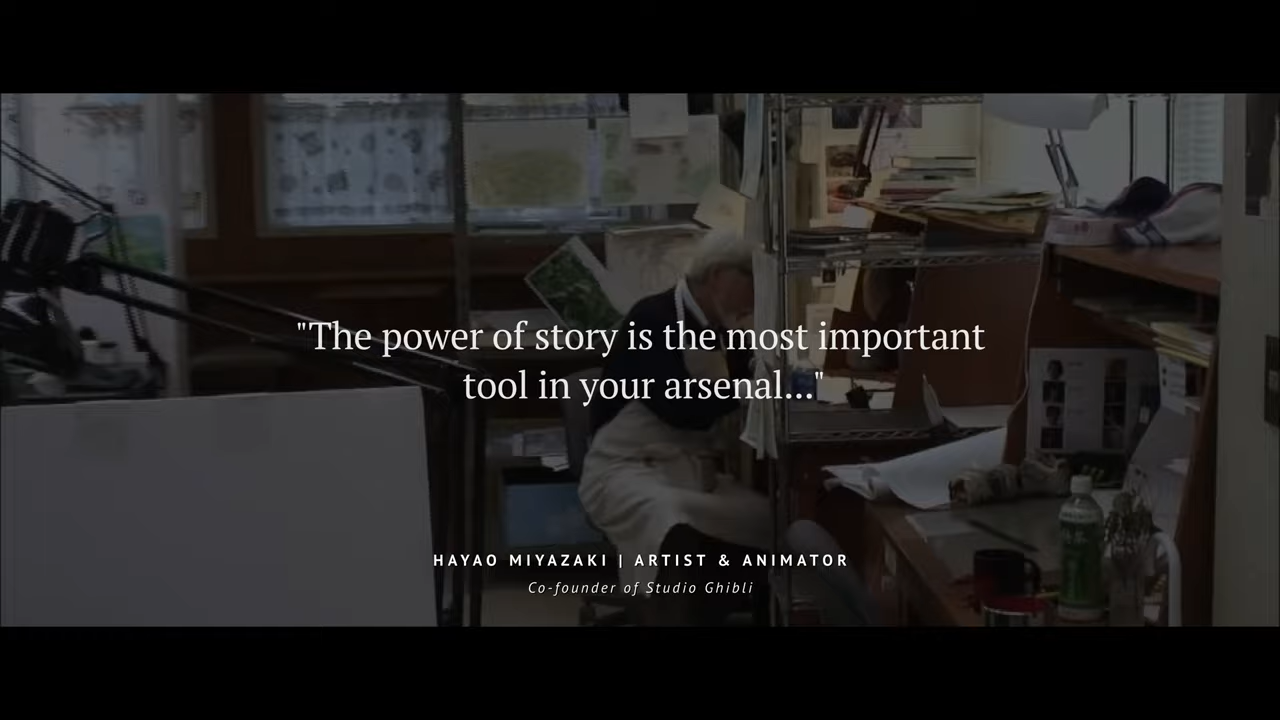 "The power of story is the most important
tool in your arsenal..."
HAYAO MIYAZAKI | ARTIST & ANIMATOR
Co-founder of Studio Ghibli